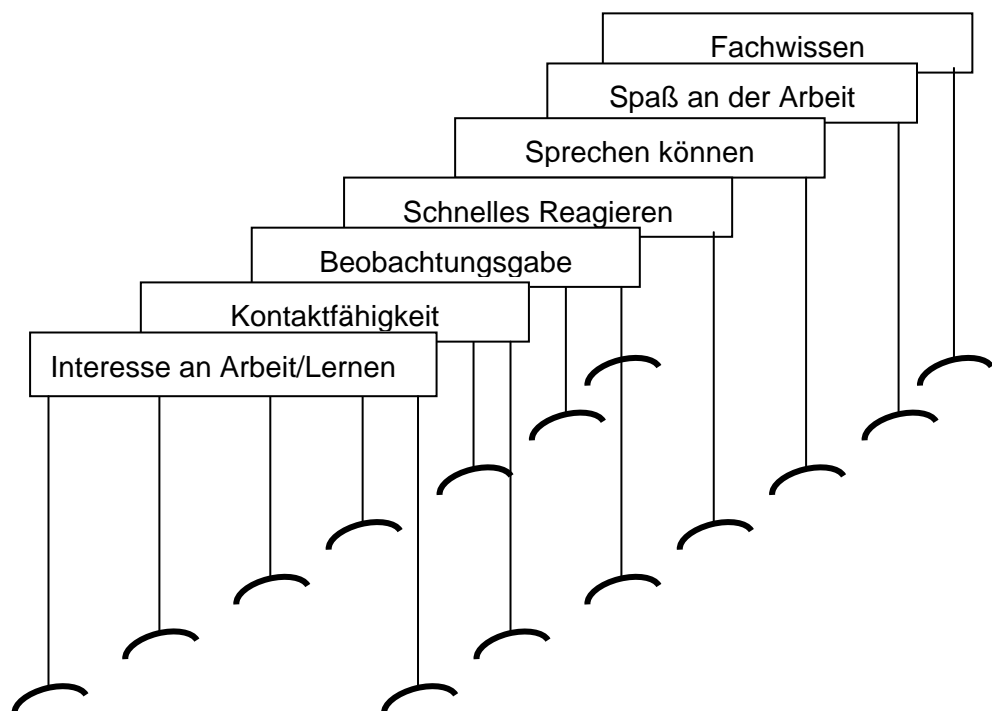 Fachwissen
Spaß an der Arbeit
Sprechen können
Schnelles Reagieren
Beobachtungsgabe
Kontaktfähigkeit
Interesse an Arbeit/Lernen